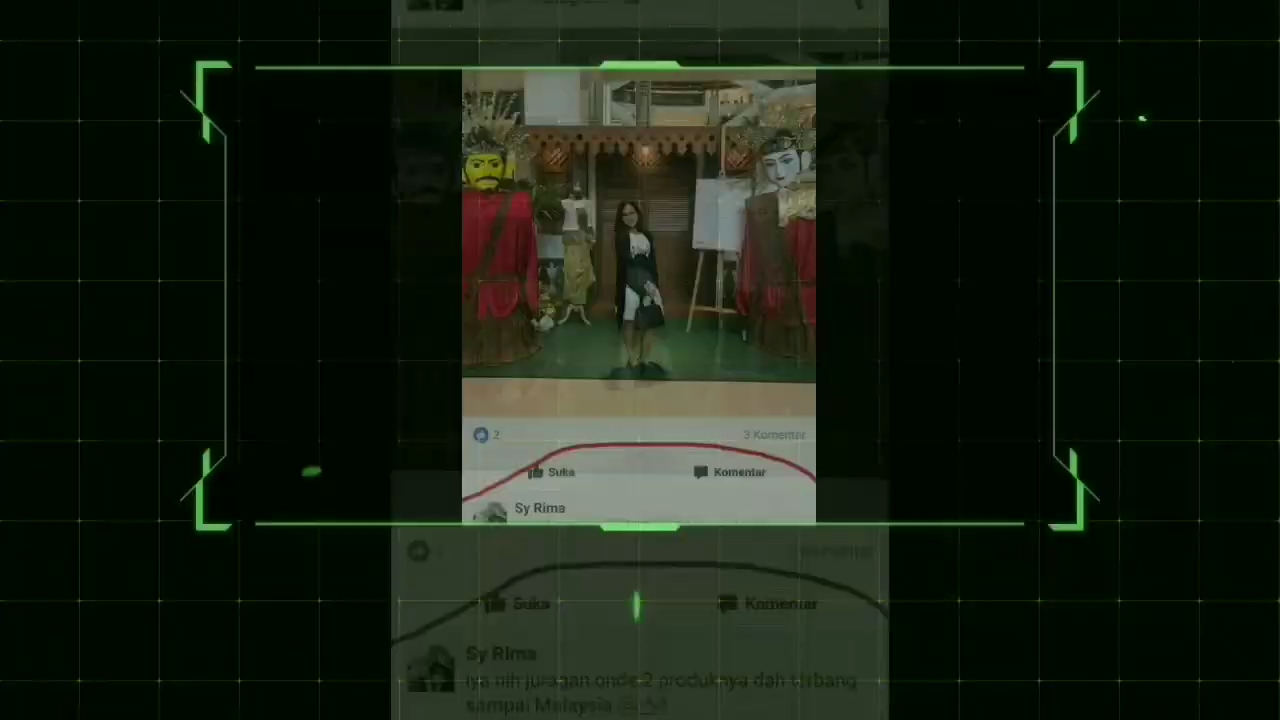 2
3 Komentar
Suka
Komentar
Sy Rima
Suka
Komentar
Sy Rima
iya nih juragan onde 2 produknya dah terbang
sampai Malaysia